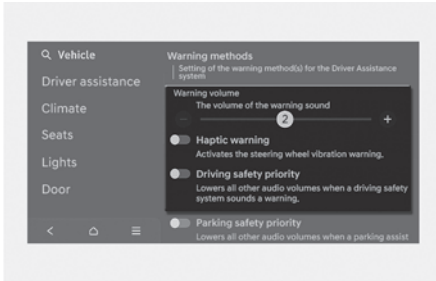 Vehicle
Driver assistance
Climate
Seats
Lights
Door
Warning methods
Setting of the warning method(s) for the Driver Assistance
system
Warning volume
The volume of the warning sound
2
Haptic warning
Activates the steering wheel vibration warning.
Driving safety priority
Lowers all other audio volumes when a driving safety
system sounds a warning.
Parking safety priority
Lowers all other audio volumes when a parking assist